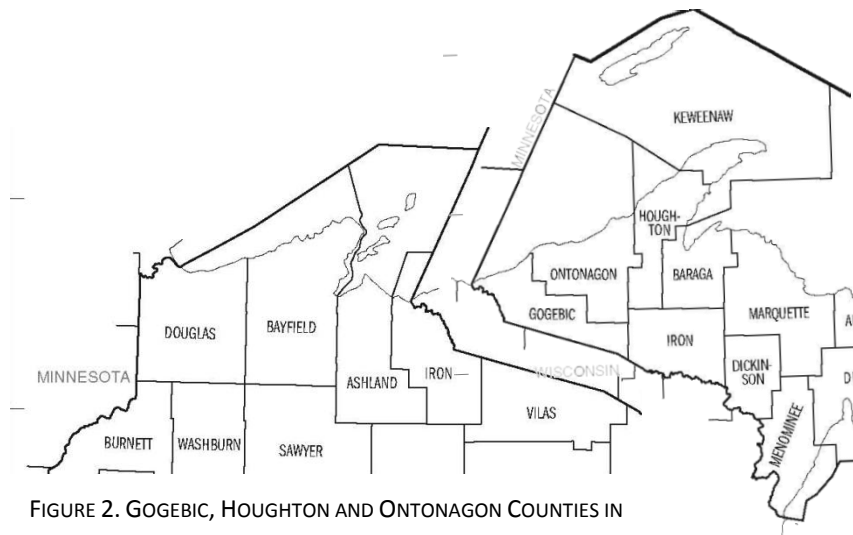 MINNESOTA
KEWEENAW
HOUGH-
TON
ONTONAGON
BARAGA
GOGEBIC
MARQUETTE
DOUGLAS
BAYFIELD
IRON
DICKIN-
SON
MINNESOTA
ASHLAND
IRON
WISCONSIN
VILAS
BURNETT
WASHBURN
SAWYER
MENOMINEE
FIGURE 2. GOGEBIC, HOUGHTON AND ONTONAGON COUNTIES IN